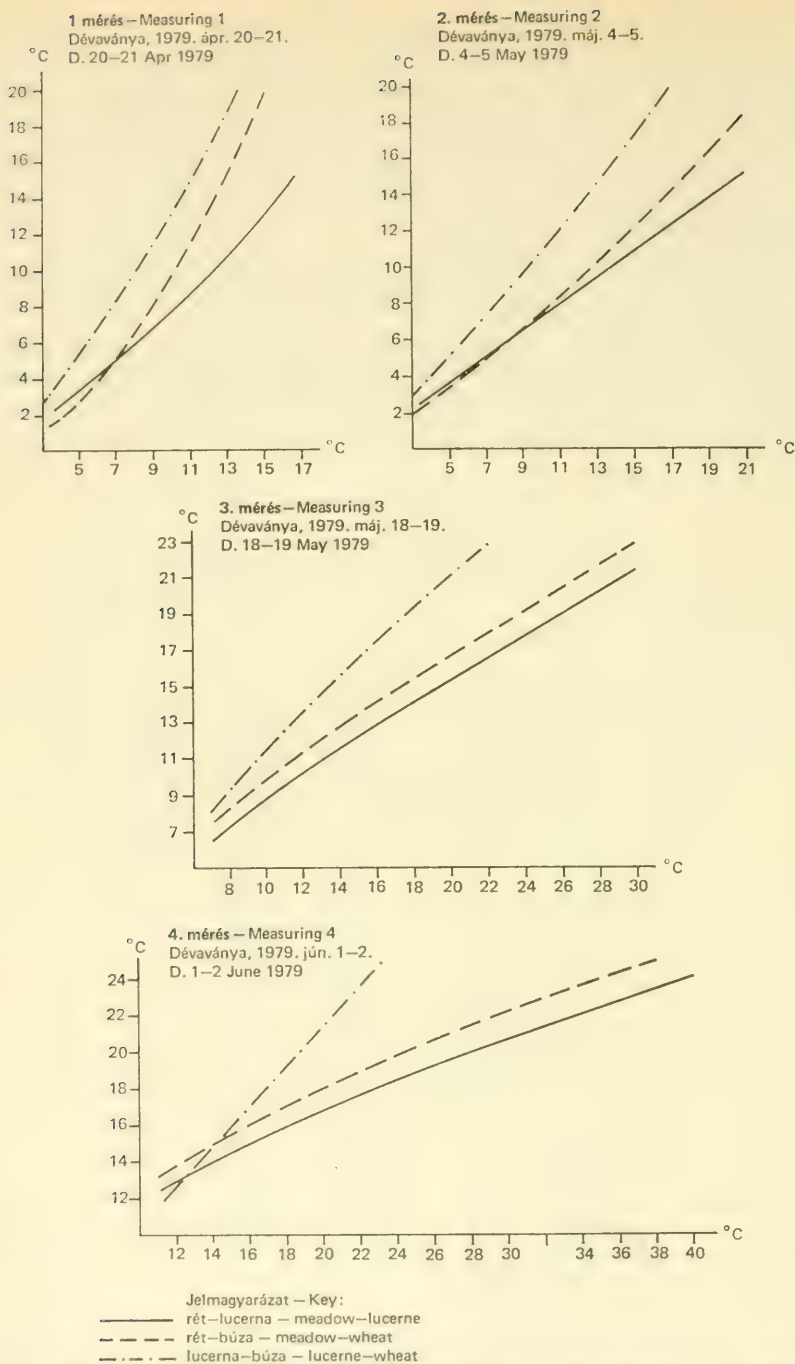 1 mérés – Measuring 1
Dévaványa, 1979. ápr. 20–21.
D. 20–21 Apr 1979
°C
20
18
16
14
12
10
8
6
4
2
5 7 9 11 13 15 17
°C
2. mérés – Measuring 2
Dévaványa, 1979. máj. 4–5.
D. 4–5 May 1979
°C
20
18
16
14
12
10
8
6
4
2
5 7 9 11 13 15 17 19 21
°C
3. mérés – Measuring 3
Dévaványa, 1979. máj. 18–19.
D. 18–19 May 1979
°C
23
21
19
17
15
13
11
9
7
8 10 12 14 16 18 20 22 24 26 28 30
°C
4. mérés – Measuring 4
Dévaványa, 1979. jún. 1–2.
D. 1–2 June 1979
°C
24
22
20
18
16
14
12
12 14 16 18 20 22 24 26 28 30 34 36 38 40
°C
Jelmagyarázat – Key:
rét–lucerna – meadow–lucerne
rét–búza – meadow–wheat
lucerna–búza – lucerne–wheat